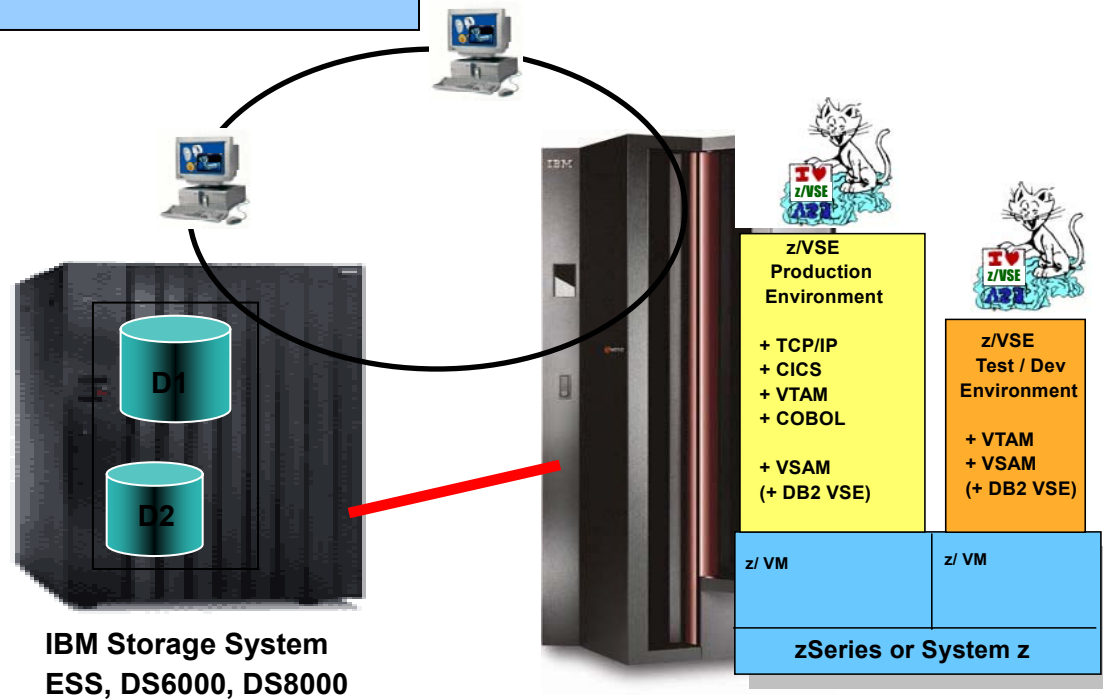 IBM
I ♥
z/VSE
I ♥
z/VSE
z/VSE
Production
Environment
+ TCP/IP
+ CICS
+ VTAM
+ COBOL
+ VSAM
(+ DB2 VSE)
z/VSE
Test / Dev
Environment
+ VTAM
+ VSAM
(+ DB2 VSE)
D1
D2
z/ VM
z/ VM
zSeries or System z
IBM Storage System
ESS, DS6000, DS8000